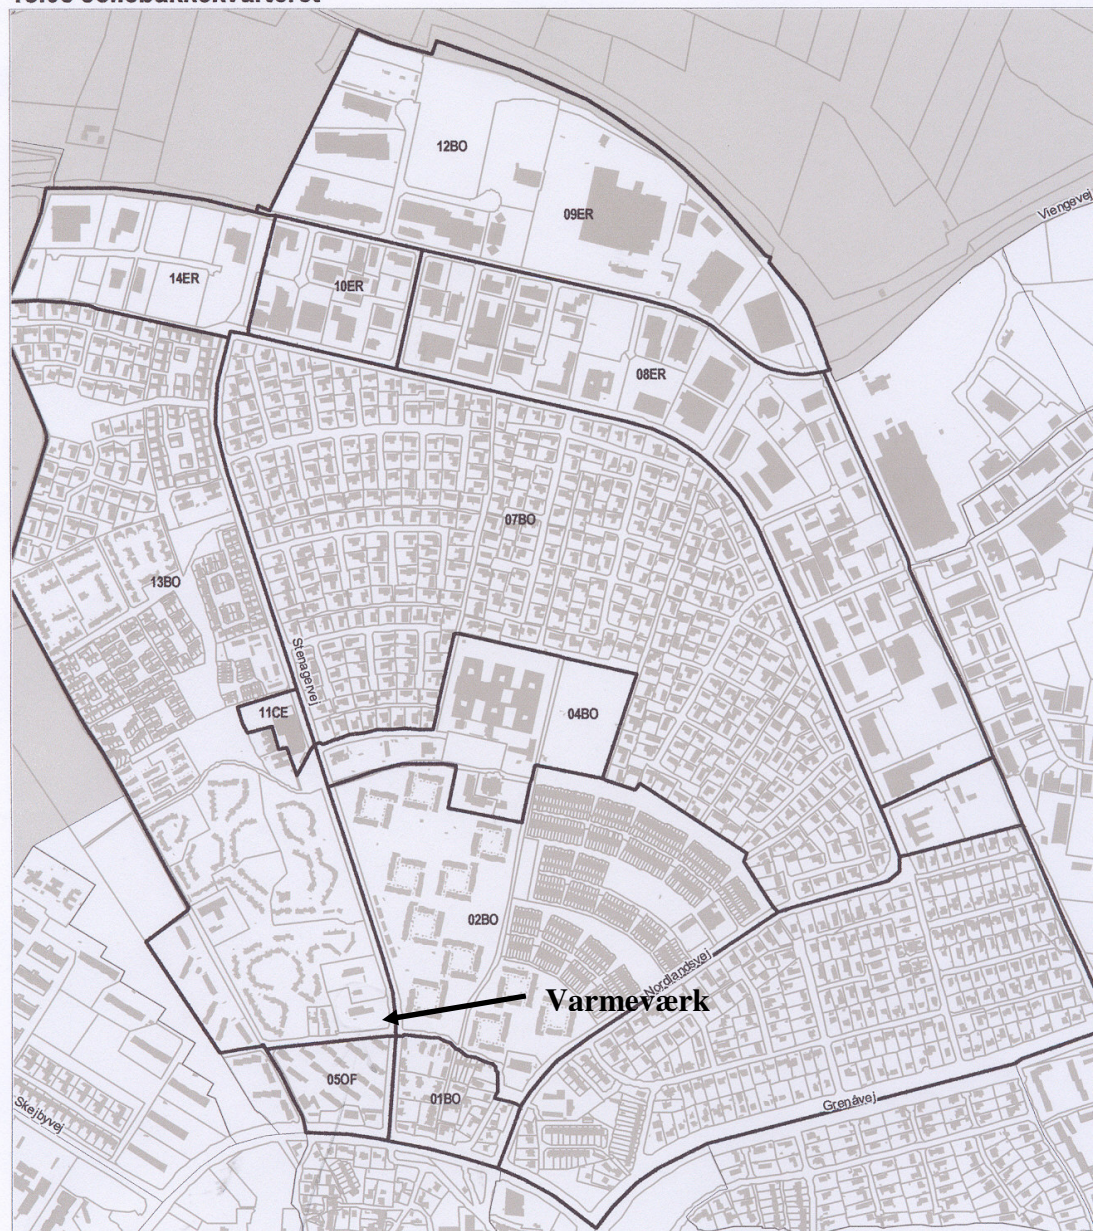 12BO
Viengevej
09ER
14ER
10ER
08ER
07BO
13BO
Stenagervej
11CE
04BO
02BO
Nordlandsvej
Varmeværk
05OF
01BO
Grenåvej
Skejbyvej